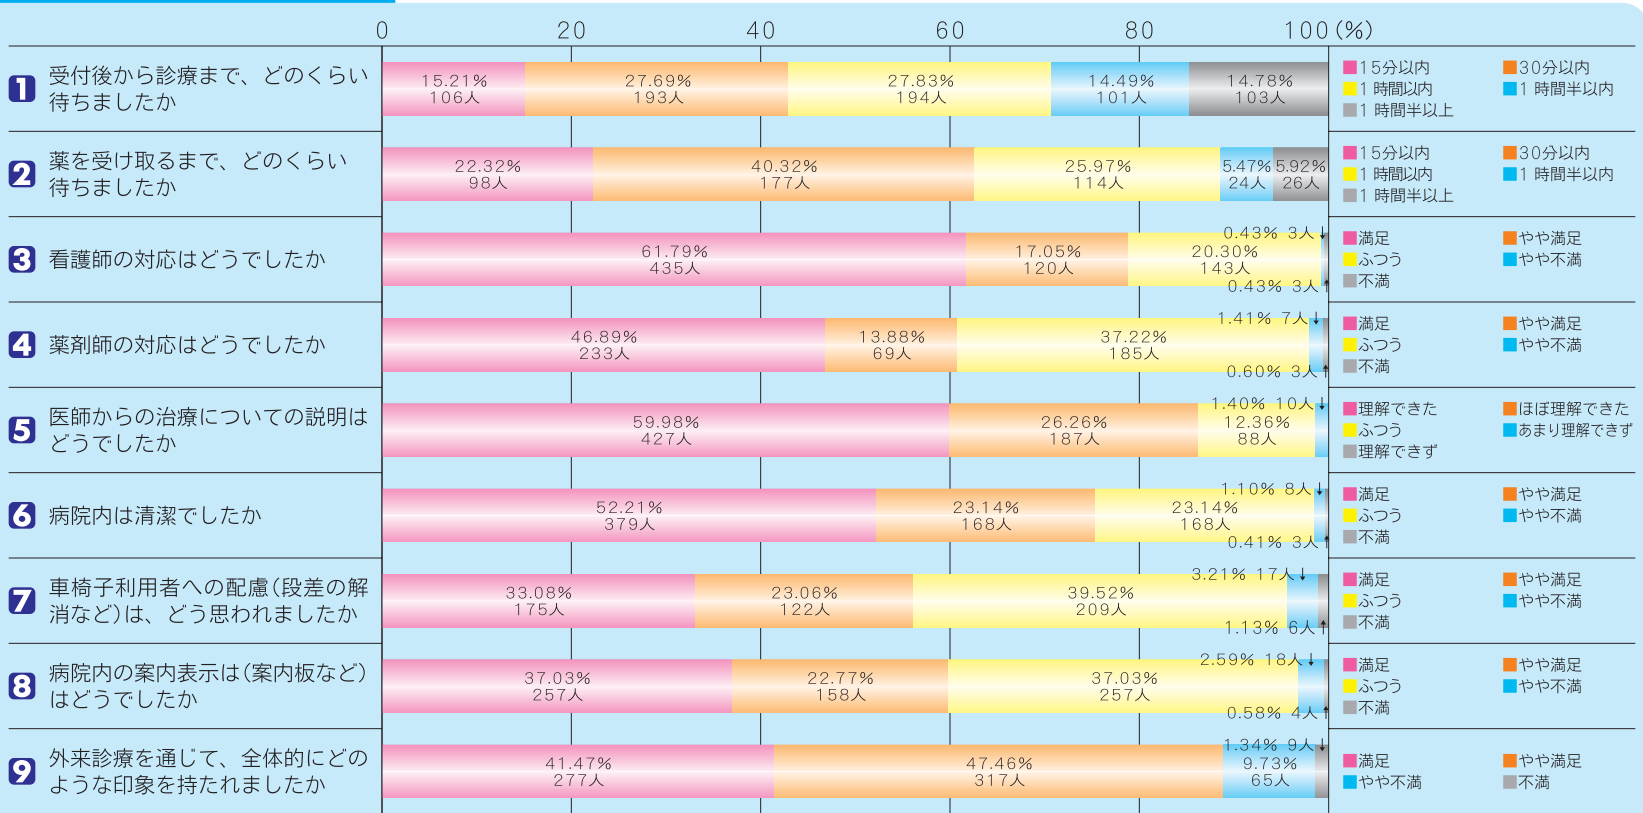 0 20 40 60 80 100 (%)
1 受付後から診療まで、どのくらい
待ちましたか
15.21% 27.69% 27.83% 14.49% 14.78%
106人 193人 194人 101人 103人
15分以内 30分以内
1 時間以内 1 時間半以内
1 時間半以上
2 薬を受け取るまで、どのくらい
待ちましたか
22.32% 40.32% 25.97% 5.47% 5.92%
98人 177人 114人 24人 26人
15分以内 30分以内
1 時間以内 1 時間半以内
1 時間半以上
3 看護師の対応はどうでしたか
0.43% 3人↓
61.79% 17.05% 20.30%
435人 120人 143人
0.43% 3人↑
満足 やや満足
ふつう やや不満
不満
4 薬剤師の対応はどうでしたか
1.41% 7人↓
46.89% 13.88% 37.22%
233人 69人 185人
0.60% 3人↑
満足 やや満足
ふつう やや不満
不満
5 医師からの治療についての説明は
どうでしたか
1.40% 10人↓
59.98% 26.26% 12.36%
427人 187人 88人
理解できた ほぼ理解できた
ふつう あまり理解できず
理解できず
6 病院内は清潔でしたか
1.10% 8人↓
52.21% 23.14% 23.14%
379人 168人 168人
0.41% 3人↑
満足 やや満足
ふつう やや不満
不満
7 車椅子利用者への配慮(段差の解
消など)は、どう思われましたか
3.21% 17人↓
33.08% 23.06% 39.52%
175人 122人 209人
1.13% 6人↑
満足 やや満足
ふつう やや不満
不満
8 病院内の案内表示は(案内板など)
はどうでしたか
2.59% 18人↓
37.03% 22.77% 37.03%
257人 158人 257人
0.58% 4人↑
満足 やや満足
ふつう やや不満
不満
9 外来診療を通じて、全体的にどの
ような印象を持たれましたか
1.34% 9人↓
41.47% 47.46% 9.73%
277人 317人 65人
満足 やや満足
やや不満 不満